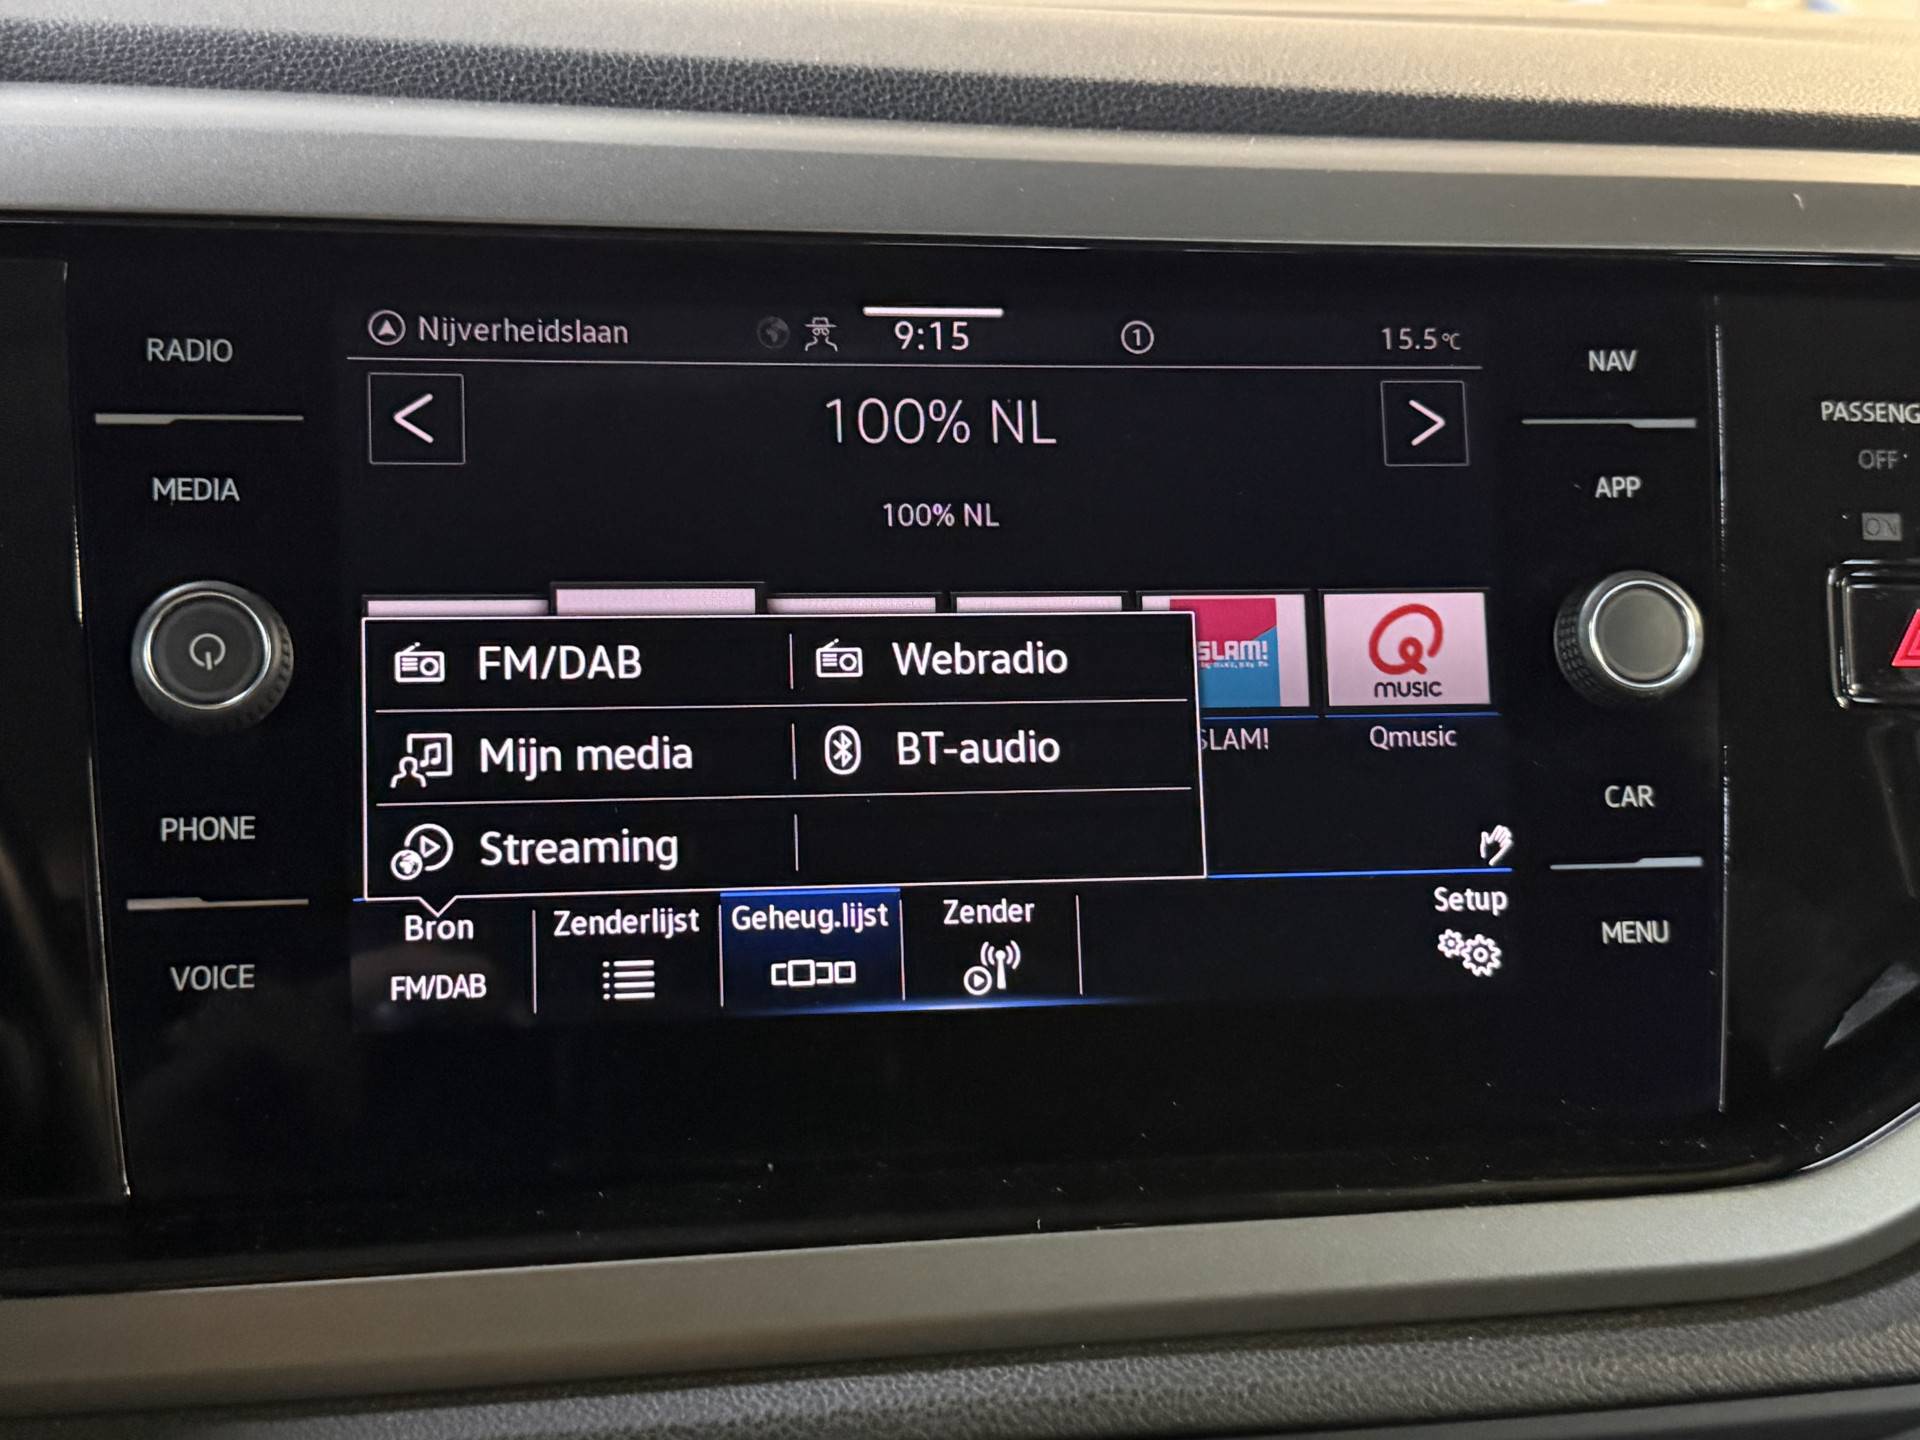 RADIO
MEDIA
PHONE
VOICE
Nijverheidslaan
9:15
1
15.5°C
100% NL
100% NL
FM/DAB
Webradio
Mijn media
BT-audio
Streaming
SLAM!
MUSIC
SLAM!
Qmusic
Bron
FM/DAB
Zenderlijst
Geheug.lijst
Zender
Setup
NAV
APP
CAR
MENU
PASSENG
OFF
ON